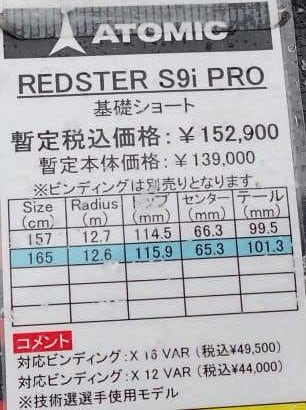 ATOMIC
REDSTER S9i PRO
基礎ショート
暫定税込価格:¥152,900
暫定本体価格:¥139,000
※ビンディングは別売りとなります。
Size Radius トップ センター テール
(cm) (m) (mm) (mm) (mm)
157 12.7 114.5 66.3 99.5
165 12.6 115.9 65.3 101.3
コメント
対応ビンディング:X 16 VAR (税込¥49,500)
対応ビンディング:X 12 VAR (税込¥44,000)
※技術選選手使用モデル